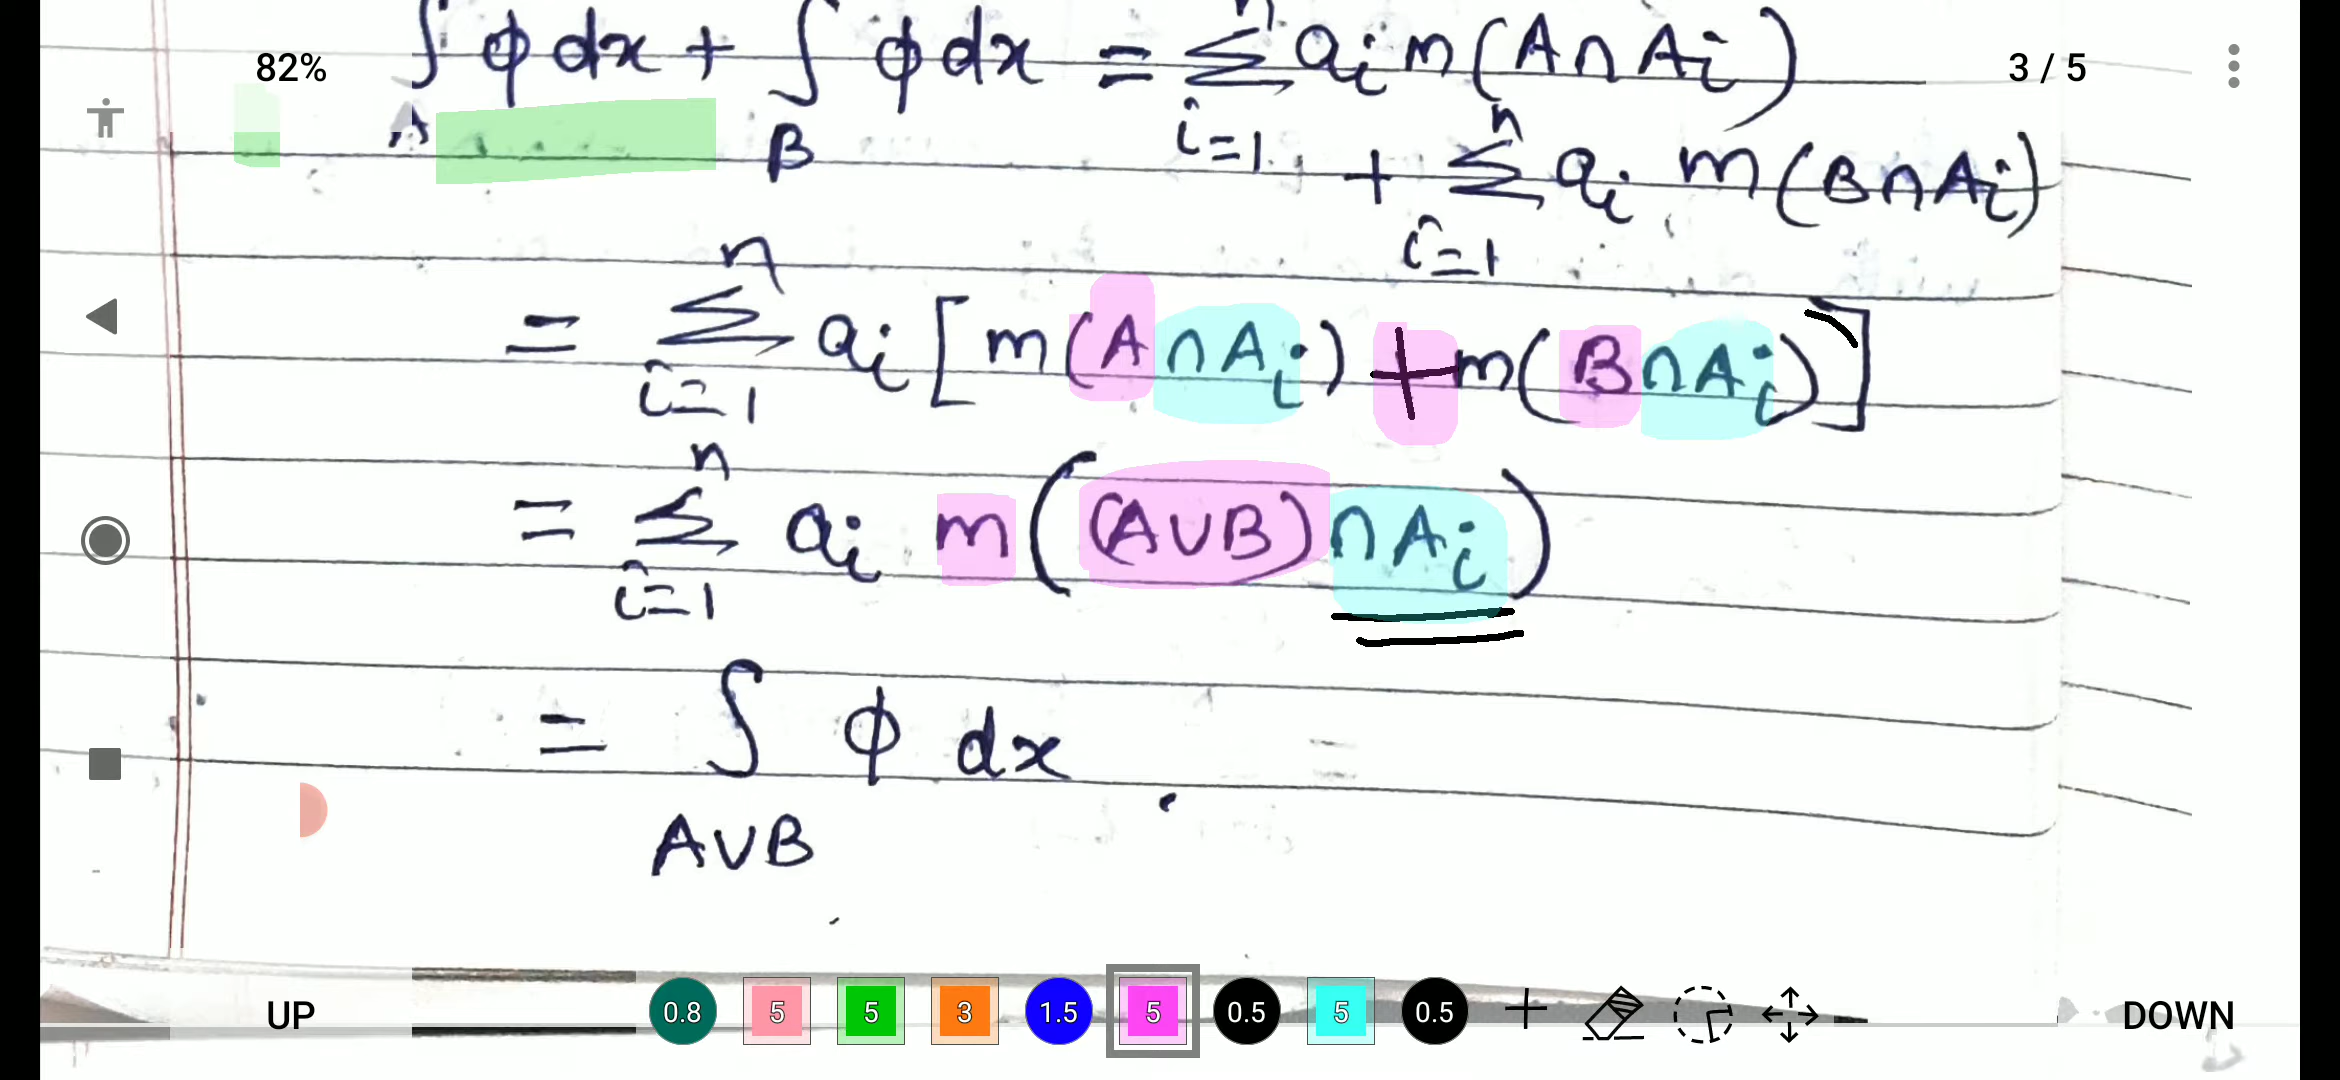 82%
3 / 5
∫ φ dx + ∫ φ dx = Σ aᵢ m(A∩Aᵢ)
A B i=1 n
+ Σ aᵢ m(B∩Aᵢ)
n i=1
= Σ aᵢ [m(A∩Aᵢ) + m(B∩Aᵢ)]
i=1
n
= Σ aᵢ m((A∪B)∩Aᵢ)
i=1
= ∫ φ dx
A∪B
UP 0.8 5 5 3 1.5 5 0.5 5 0.5 DOWN